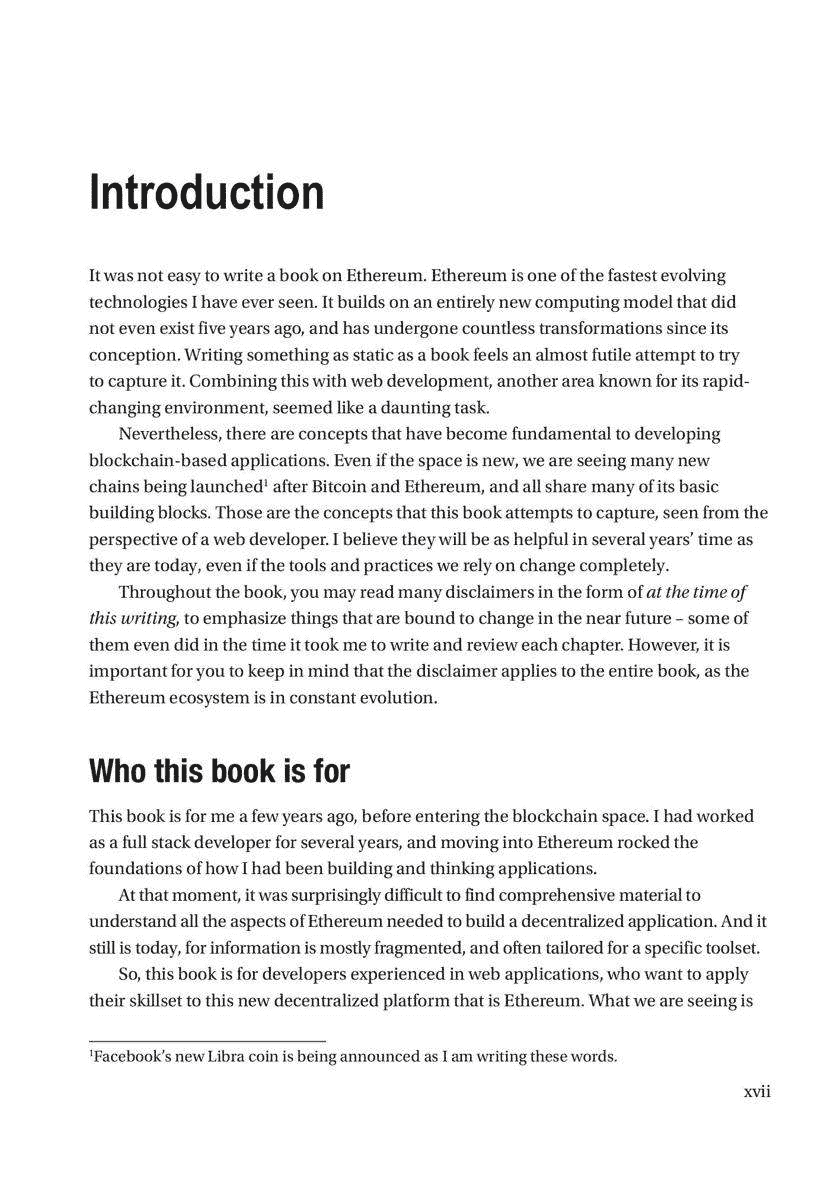 Introduction
It was not easy to write a book on Ethereum. Ethereum is one of the fastest evolving
technologies I have ever seen. It builds on an entirely new computing model that did
not even exist five years ago, and has undergone countless transformations since its
conception. Writing something as static as a book feels an almost futile attempt to try
to capture it. Combining this with web development, another area known for its rapid-
changing environment, seemed like a daunting task.
Nevertheless, there are concepts that have become fundamental to developing
blockchain-based applications. Even if the space is new, we are seeing many new
chains being launched¹ after Bitcoin and Ethereum, and all share many of its basic
building blocks. Those are the concepts that this book attempts to capture, seen from the
perspective of a web developer. I believe they will be as helpful in several years’ time as
they are today, even if the tools and practices we rely on change completely.
Throughout the book, you may read many disclaimers in the form of at the time of
this writing, to emphasize things that are bound to change in the near future – some of
them even did in the time it took me to write and review each chapter. However, it is
important for you to keep in mind that the disclaimer applies to the entire book, as the
Ethereum ecosystem is in constant evolution.
Who this book is for
This book is for me a few years ago, before entering the blockchain space. I had worked
as a full stack developer for several years, and moving into Ethereum rocked the
foundations of how I had been building and thinking applications.
At that moment, it was surprisingly difficult to find comprehensive material to
understand all the aspects of Ethereum needed to build a decentralized application. And it
still is today, for information is mostly fragmented, and often tailored for a specific toolset.
So, this book is for developers experienced in web applications, who want to apply
their skillset to this new decentralized platform that is Ethereum. What we are seeing is
¹Facebook’s new Libra coin is being announced as I am writing these words.
xvii